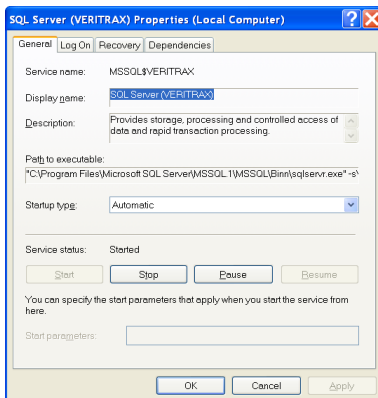 SQL Server (VERITRAX) Properties (Local Computer)
General Log On Recovery Dependencies
Service name: MSSQL$VERITRAX
Display name: SQL Server (VERITRAX)
Description: Provides storage, processing and controlled access of
data and rapid transaction processing.
Path to executable:
"C:\Program Files\Microsoft SQL Server\MSSQL.1\MSSQL\Binn\sqlservr.exe" -s
Startup type: Automatic
Service status: Started
Start Stop Pause Resume
You can specify the start parameters that apply when you start the service from
here.
Start parameters:
OK Cancel Apply